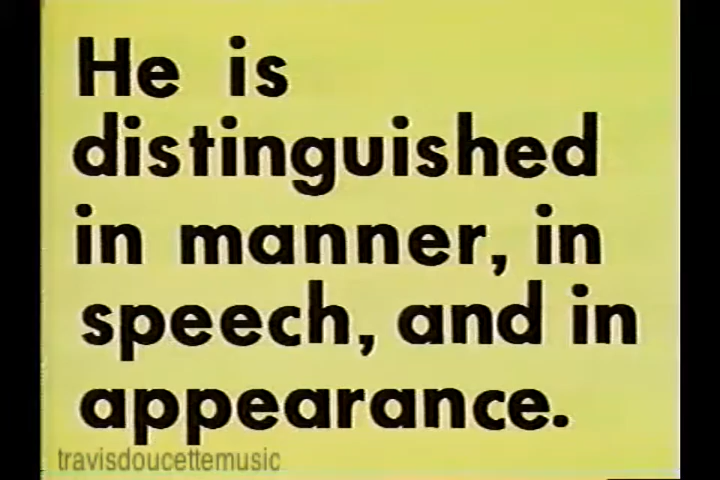 He is
distinguished
in manner, in
speech, and in
appearance.
travisdoucettemusic